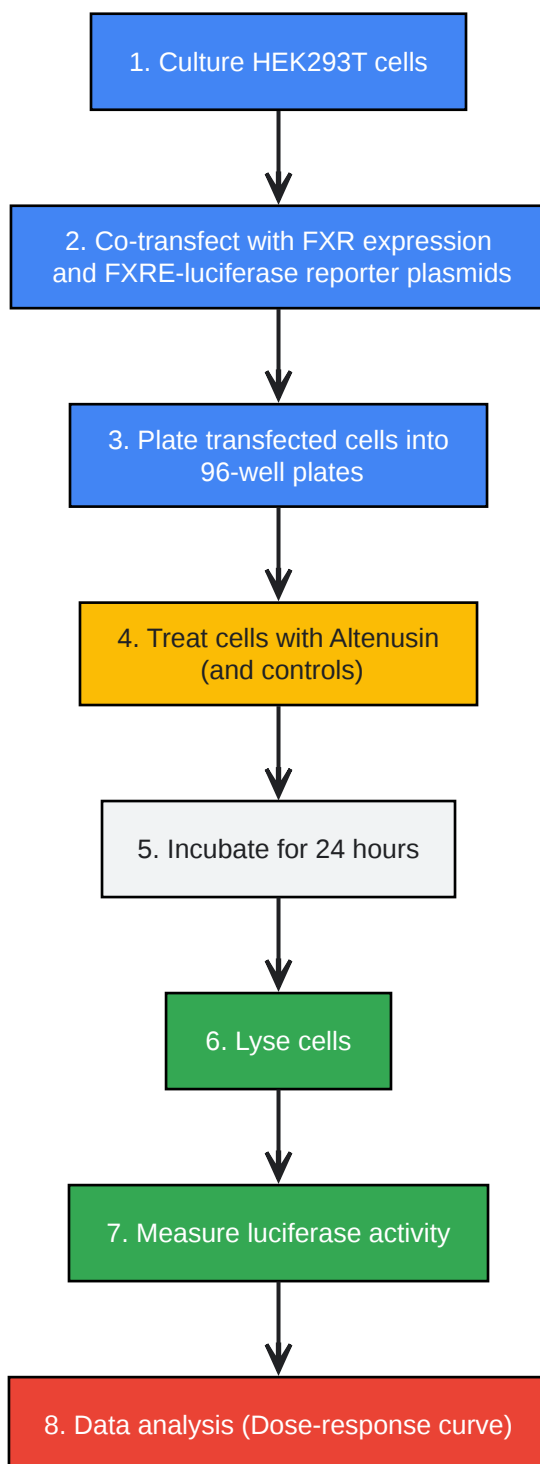 1. Culture HEK293T cells
2. Co-transfect with FXR expression
and FXRE-luciferase reporter plasmids
3. Plate transfected cells into
96-well plates
4. Treat cells with Altenusin
(and controls)
5. Incubate for 24 hours
6. Lyse cells
7. Measure luciferase activity
8. Data analysis (Dose-response curve)